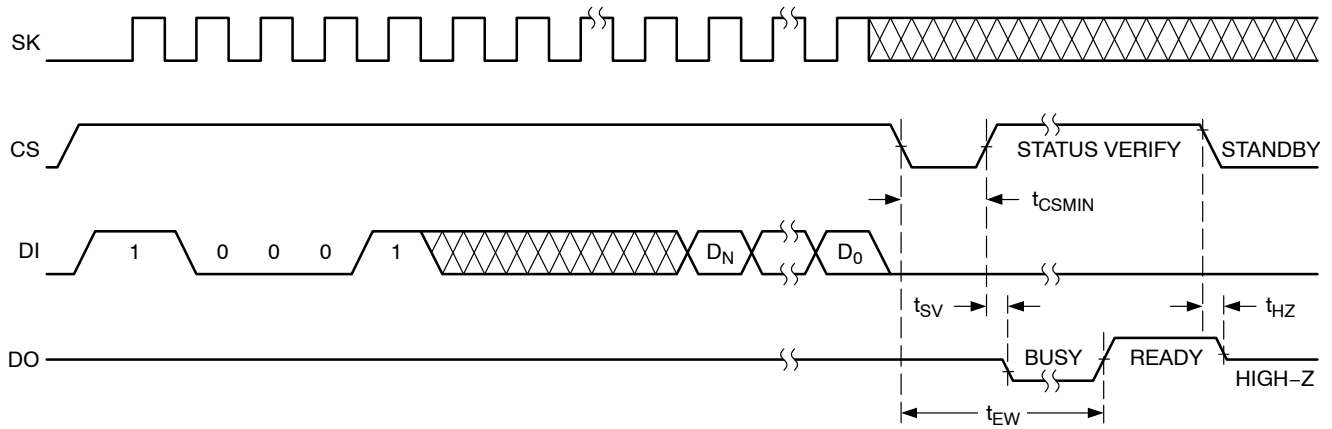 SK
CS
STATUS VERIFY
STANDBY
tCSMIN
DI
1 0 0 0 1
DN
D0
tSV
tHZ
DO
BUSY
READY
HIGH–Z
tEW